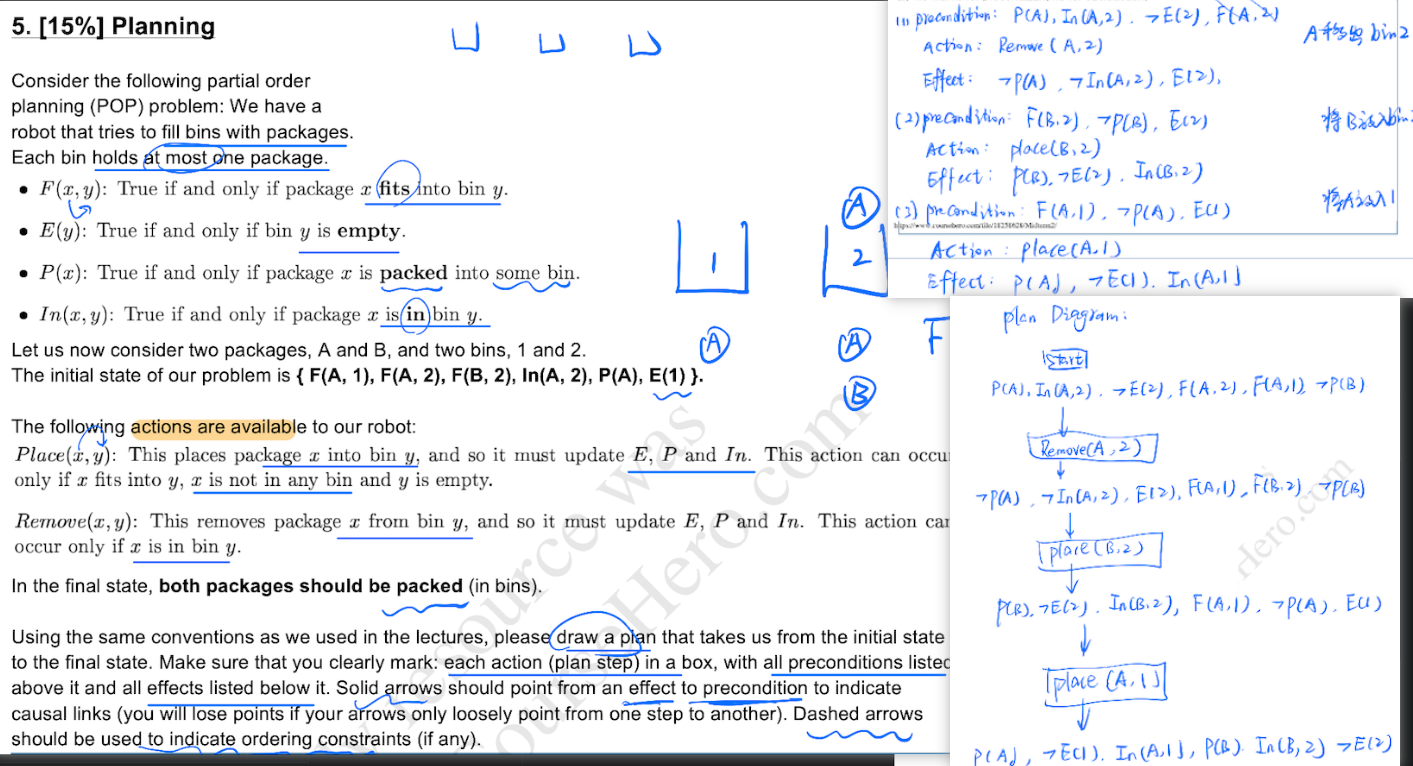 5. [15%] Planning
Consider the following partial order
planning (POP) problem: We have a
robot that tries to fill bins with packages.
Each bin holds at most one package.
• F(x, y): True if and only if package x fits into bin y.
• E(y): True if and only if bin y is empty.
• P(x): True if and only if package x is packed into some bin.
• In(x, y): True if and only if package x is in bin y.
Let us now consider two packages, A and B, and two bins, 1 and 2.
The initial state of our problem is { F(A, 1), F(A, 2), F(B, 2), In(A, 2), P(A), E(1) }.
The following actions are available to our robot:
Place(x, y): This places package x into bin y, and so it must update E, P and In. This action can occu
only if x fits into y, x is not in any bin and y is empty.
Remove(x, y): This removes package x from bin y, and so it must update E, P and In. This action can
occur only if x is in bin y.
In the final state, both packages should be packed (in bins).
Using the same conventions as we used in the lectures, please draw a plan that takes us from the initial state
to the final state. Make sure that you clearly mark: each action (plan step) in a box, with all preconditions listed
above it and all effects listed below it. Solid arrows should point from an effect to precondition to indicate
causal links (you will lose points if your arrows only loosely point from one step to another). Dashed arrows
should be used to indicate ordering constraints (if any).
1
A
2
A
B
F
(1) precondition: P(A), In(A,2), ¬E(2), F(A,2)
A 移出 bin2
Action: Remove(A,2)
Effect: ¬P(A), ¬In(A,2), E(2),
(2) precondition: F(B,2), ¬P(B), E(2)
将B放入bin
Action: place(B,2)
Effect: P(B), ¬E(2), In(B,2)
(3) precondition: F(A,1), ¬P(A), E(1)
将A放入1
Action: place(A,1)
Effect: P(A), ¬E(1), In(A,1)
plan Diagram:
Start
P(A), In(A,2), ¬E(2), F(A,2), F(A,1), ¬P(B)
Remove(A,2)
¬P(A), ¬In(A,2), E(2), F(A,1), F(B,2), ¬P(B)
place(B,2)
P(B), ¬E(2), In(B,2), F(A,1), ¬P(A), E(1)
place(A,1)
P(A), ¬E(1), In(A,1), P(B), In(B,2) ¬E(2)
resource was
CourseHero.com
rHero.com